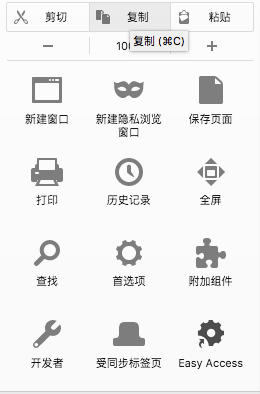 剪切 复制 粘贴
复制 (⌘C)
新建窗口 新建隐私浏览窗口 保存页面
打印 历史记录 全屏
查找 首选项 附加组件
开发者 受同步标签页 Easy Access